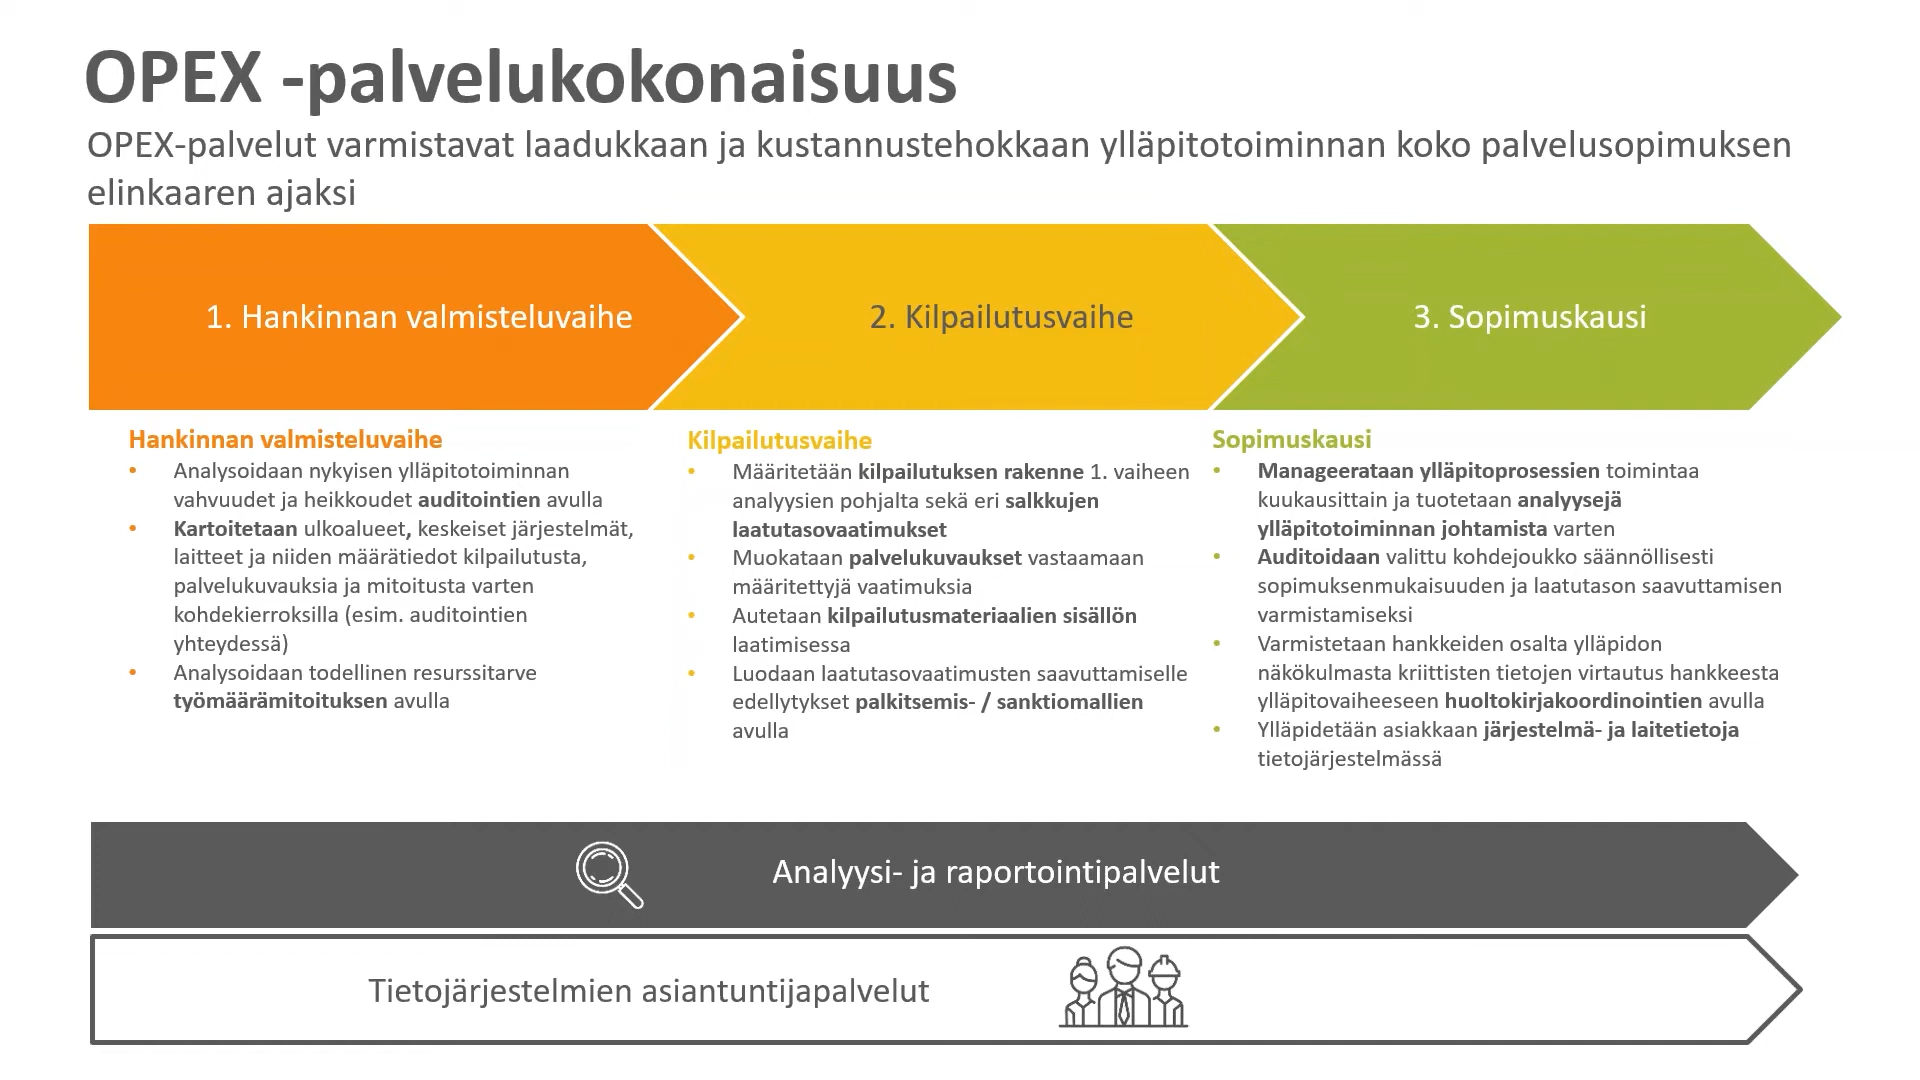 OPEX -palvelukokonaisuus
OPEX-palvelut varmistavat laadukkaan ja kustannustehokkaan ylläpitotoiminnan koko palvelusopimuksen
elinkaaren ajaksi
1. Hankinnan valmisteluvaihe
2. Kilpailutusvaihe
3. Sopimuskausi
Hankinnan valmisteluvaihe
• Analysoidaan nykyisen ylläpitotoiminnan
vahvuudet ja heikkoudet auditointien avulla
• Kartoitetaan ulkoalueet, keskeiset järjestelmät,
laitteet ja niiden määrätiedot kilpailutusta,
palvelukuvauksia ja mitoitusta varten
kohdekierroksilla (esim. auditointien
yhteydessä)
• Analysoidaan todellinen resurssitarve
työmäärämitoituksen avulla
Kilpailutusvaihe
• Määritetään kilpailutuksen rakenne 1. vaiheen
analyysien pohjalta sekä eri salkkujen
laatutasovaatimukset
• Muokataan palvelukuvaukset vastaamaan
määritettyjä vaatimuksia
• Autetaan kilpailutusmateriaalien sisällön
laatimisessa
• Luodaan laatutasovaatimusten saavuttamiselle
edellytykset palkitsemis- / sanktiomallien
avulla
Sopimuskausi
• Manageerataan ylläpitoprosessien toimintaa
kuukausittain ja tuotetaan analyysejä
ylläpitotoiminnan johtamista varten
• Auditoidaan valittu kohdejoukko säännöllisesti
sopimuksenmukaisuuden ja laatutason saavuttamisen
varmistamiseksi
• Varmistetaan hankkeiden osalta ylläpidon
näkökulmasta kriittisten tietojen virtautus hankkeesta
ylläpitovaiheeseen huoltokirjakoordinointien avulla
• Ylläpidetään asiakkaan järjestelmä- ja laitetietoja
tietojärjestelmässä
Analyysi- ja raportointipalvelut
Tietojärjestelmien asiantuntijapalvelut